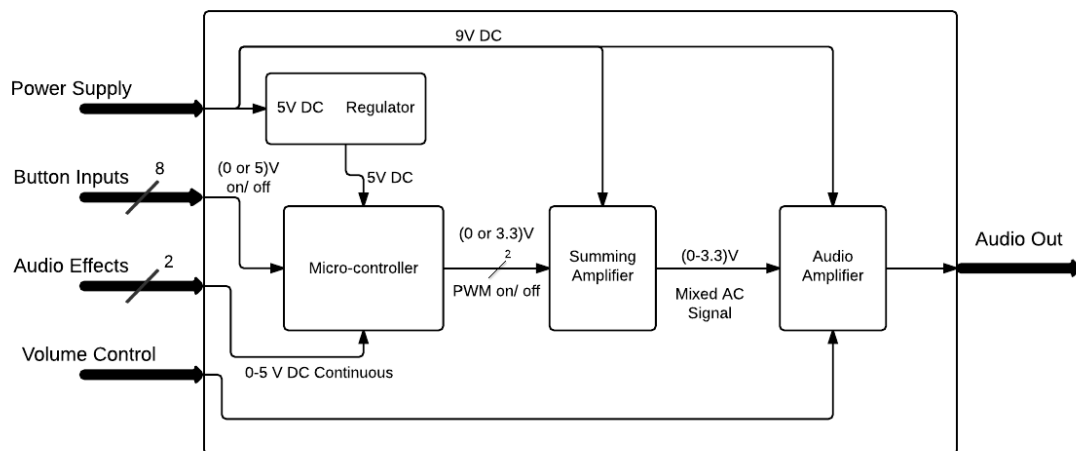 9V DC
Power Supply
5V DC Regulator
8
Button Inputs
(0 or 5)V
on/ off
5V DC
2
Audio Effects
Micro-controller
(0 or 3.3)V
2
PWM on/ off
Summing
Amplifier
(0-3.3)V
Mixed AC
Signal
Audio
Amplifier
Audio Out
Volume Control
0-5 V DC Continuous